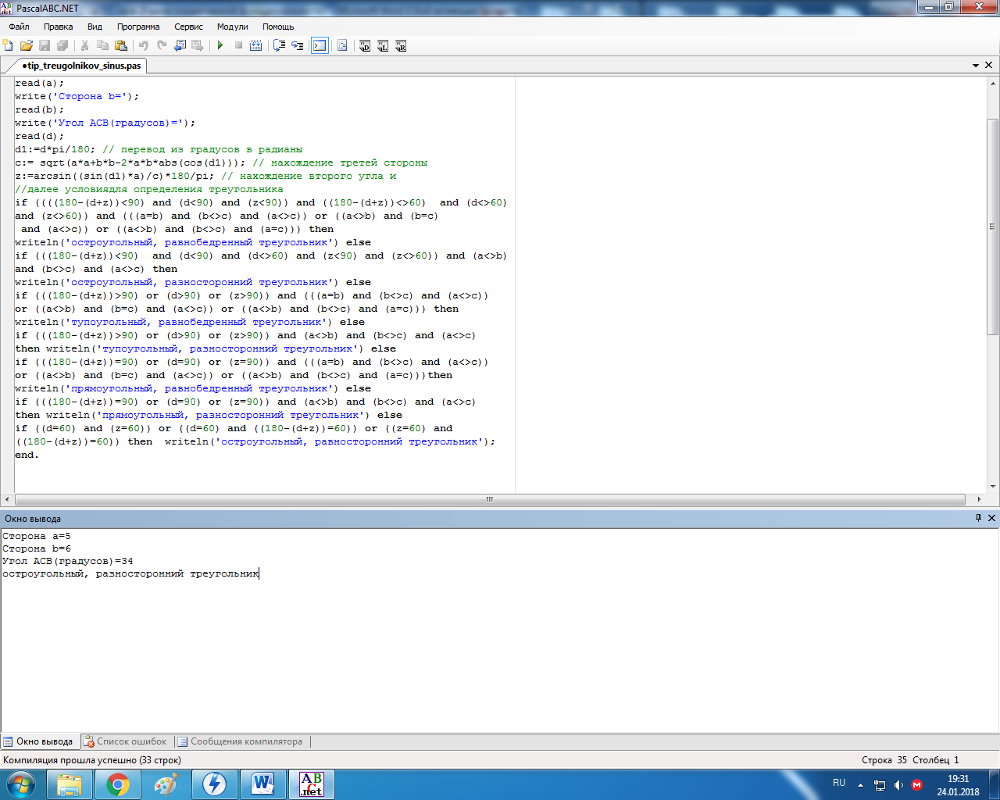 PascalABC.NET
Файл Правка Вид Программа Сервис Модули Помощь
•tip_treugolnikov_sinus.pas
read(a);
write('Сторона b=');
read(b);
write('Угол ACB(градусов)=');
read(d);
d1:=d*pi/180; // перевод из градусов в радианы
c:= sqrt(a*a+b*b-2*a*b*abs(cos(d1))); // нахождение третей стороны
z:=arcsin((sin(d1)*a)/c)*180/pi; // нахождение второго угла и
//далее условиядля определения треугольника
if ((((180-(d+z))<90) and (d<90) and (z<90)) and ((180-(d+z))<>60)  and (d<>60)
and (z<>60)) and (((a=b) and (b<>c) and (a<>c)) or ((a<>b) and (b=c)
and (a<>c)) or ((a<>b) and (b<>c) and (a=c))) then
writeln('остроугольный, равнобедренный треугольник') else
if (((180-(d+z))<90)  and (d<90) and (d<>60) and (z<90) and (z<>60)) and (a<>b)
and (b<>c) and (a<>c) then
writeln('остроугольный, разносторонний треугольник') else
if (((180-(d+z))>90) or (d>90) or (z>90)) and (((a=b) and (b<>c) and (a<>c))
or ((a<>b) and (b=c) and (a<>c)) or ((a<>b) and (b<>c) and (a=c))) then
writeln('тупоугольный, равнобедренный треугольник') else
if (((180-(d+z))>90) or (d>90) or (z>90)) and (a<>b) and (b<>c) and (a<>c)
then writeln('тупоугольный, разносторонний треугольник') else
if (((180-(d+z))=90) or (d=90) or (z=90)) and (((a=b) and (b<>c) and (a<>c))
or ((a<>b) and (b=c) and (a<>c)) or ((a<>b) and (b<>c) and (a=c)))then
writeln('прямоугольный, равнобедренный треугольник') else
if (((180-(d+z))=90) or (d=90) or (z=90)) and (a<>b) and (b<>c) and (a<>c)
then writeln('прямоугольный, разносторонний треугольник') else
if ((d=60) and (z=60)) or ((d=60) and ((180-(d+z))=60)) or ((z=60) and
((180-(d+z))=60)) then  writeln('остроугольный, равносторонний треугольник');
end.
Окно вывода
Сторона a=5
Сторона b=6
Угол ACB(градусов)=34
остроугольный, разносторонний треугольник
Окно вывода Список ошибок Сообщения компилятора
Компиляция прошла успешно (33 строк) Строка 35 Столбец 1
RU 19:31
24.01.2018